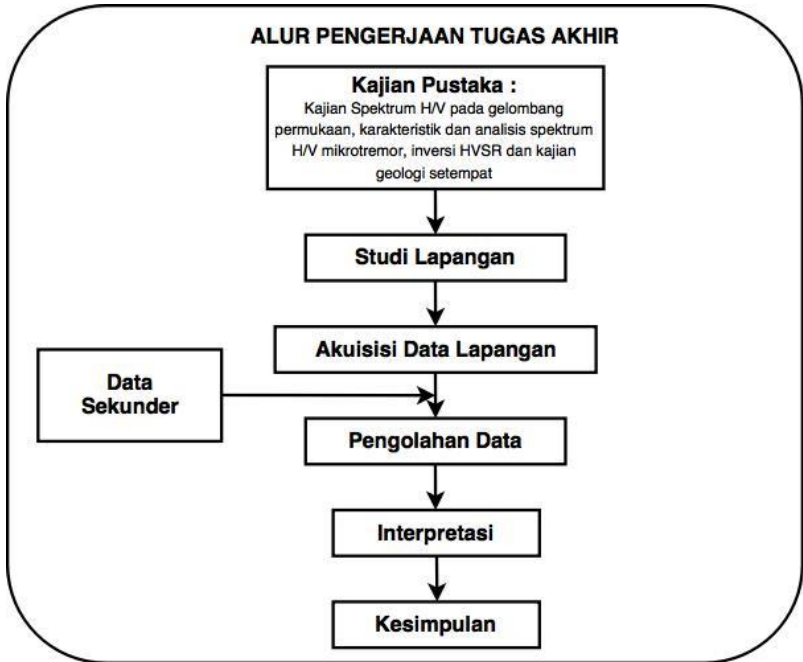 ALUR PENGERJAAN TUGAS AKHIR
Kajian Pustaka :
Kajian Spektrum H/V pada gelombang
permukaan, karakteristik dan analisis spektrum
H/V mikrotremor, inversi HVSR dan kajian
geologi setempat
Studi Lapangan
Akuisisi Data Lapangan
Data
Sekunder
Pengolahan Data
Interpretasi
Kesimpulan